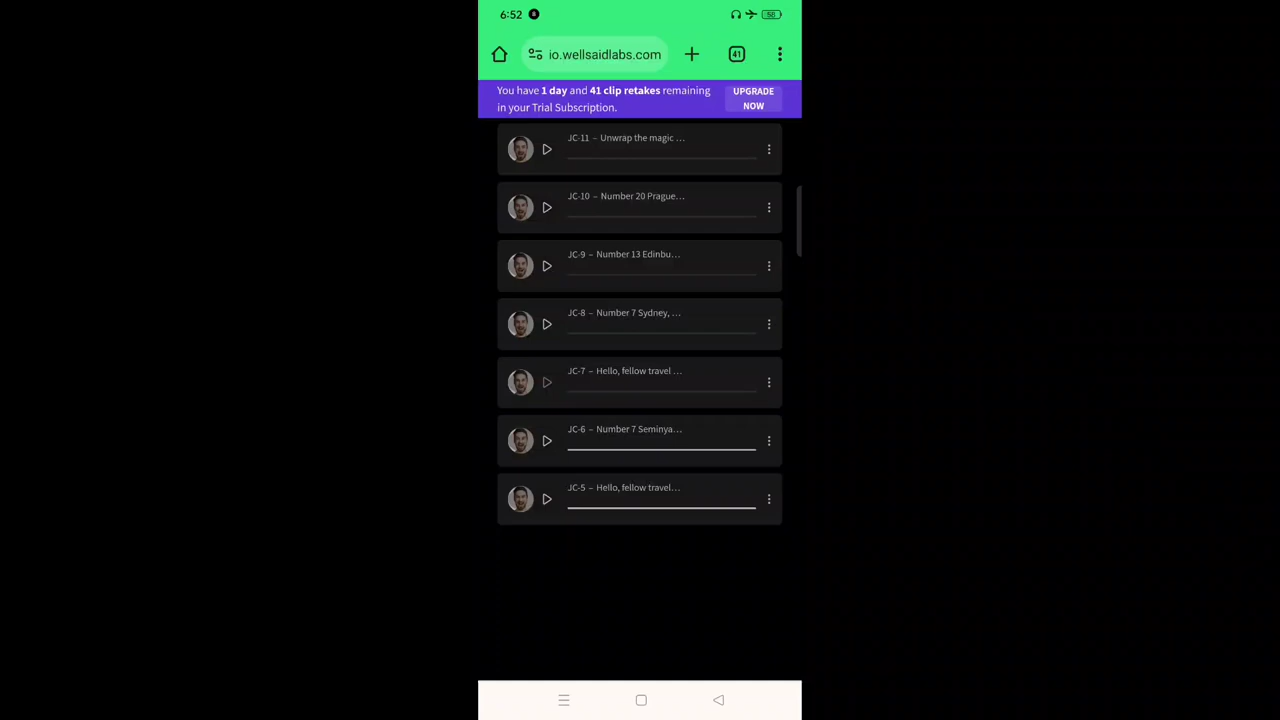 6:52
58
io.wellsaidlabs.com
41
You have 1 day and 41 clip retakes remaining
in your Trial Subscription.
UPGRADE
NOW
JC-11 – Unwrap the magic …
JC-10 – Number 20 Prague…
JC-9 – Number 13 Edinbu…
JC-8 – Number 7 Sydney, …
JC-7 – Hello, fellow travel …
JC-6 – Number 7 Seminya…
JC-5 – Hello, fellow travel…